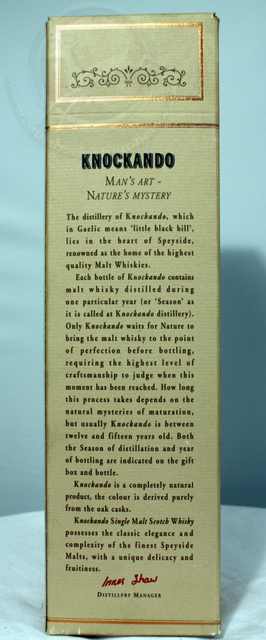 KNOCKANDO
MAN'S ART -
NATURE'S MYSTERY
The distillery of Knockando, which
in Gaelic means 'little black hill',
lies in the heart of Speyside,
renowned as the home of the highest
quality Malt Whiskies.
Each bottle of Knockando contains
malt whisky distilled during
one particular year (or 'Season' as
it is called at Knockando distillery).
Only Knockando waits for Nature to
bring the malt whisky to the point
of perfection before bottling,
requiring the highest level of
craftsmanship to judge when this
moment has been reached. How long
this process takes depends on the
natural mysteries of maturation,
but usually Knockando is between
twelve and fifteen years old. Both
the Season of distillation and year
of bottling are indicated on the gift
box and bottle.
Knockando is a completely natural
product, the colour is derived purely
from the oak casks.
Knockando Single Malt Scotch Whisky
possesses the classic elegance and
complexity of the finest Speyside
Malts, with a unique delicacy and
fruitiness.
Innes Shaw
DISTILLERY MANAGER